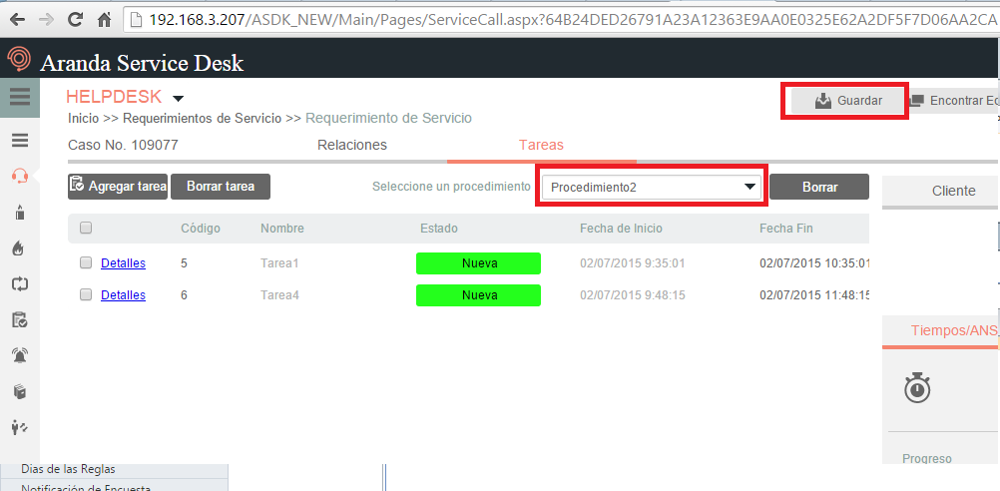 192.168.3.207/ASDK_NEW/Main/Pages/ServiceCall.aspx?64B24DED26791A23A12363E9AA0E0325E62A2DF5F7D06AA2CA
Aranda Service Desk
HELPDESK
Guardar
Encontrar Ec
Inicio >> Requerimientos de Servicio >> Requerimiento de Servicio
Caso No. 109077 Relaciones Tareas
Agregar tarea Borrar tarea Seleccione un procedimiento Procedimiento2 Borrar Cliente
Código Nombre Estado Fecha de Inicio Fecha Fin
Detalles 5 Tarea1 Nueva 02/07/2015 9:35:01 02/07/2015 10:35:01
Detalles 6 Tarea4 Nueva 02/07/2015 9:48:15 02/07/2015 11:48:15
Tiempos/ANS
Progreso
Días de las Reglas
Notificación de Encuesta